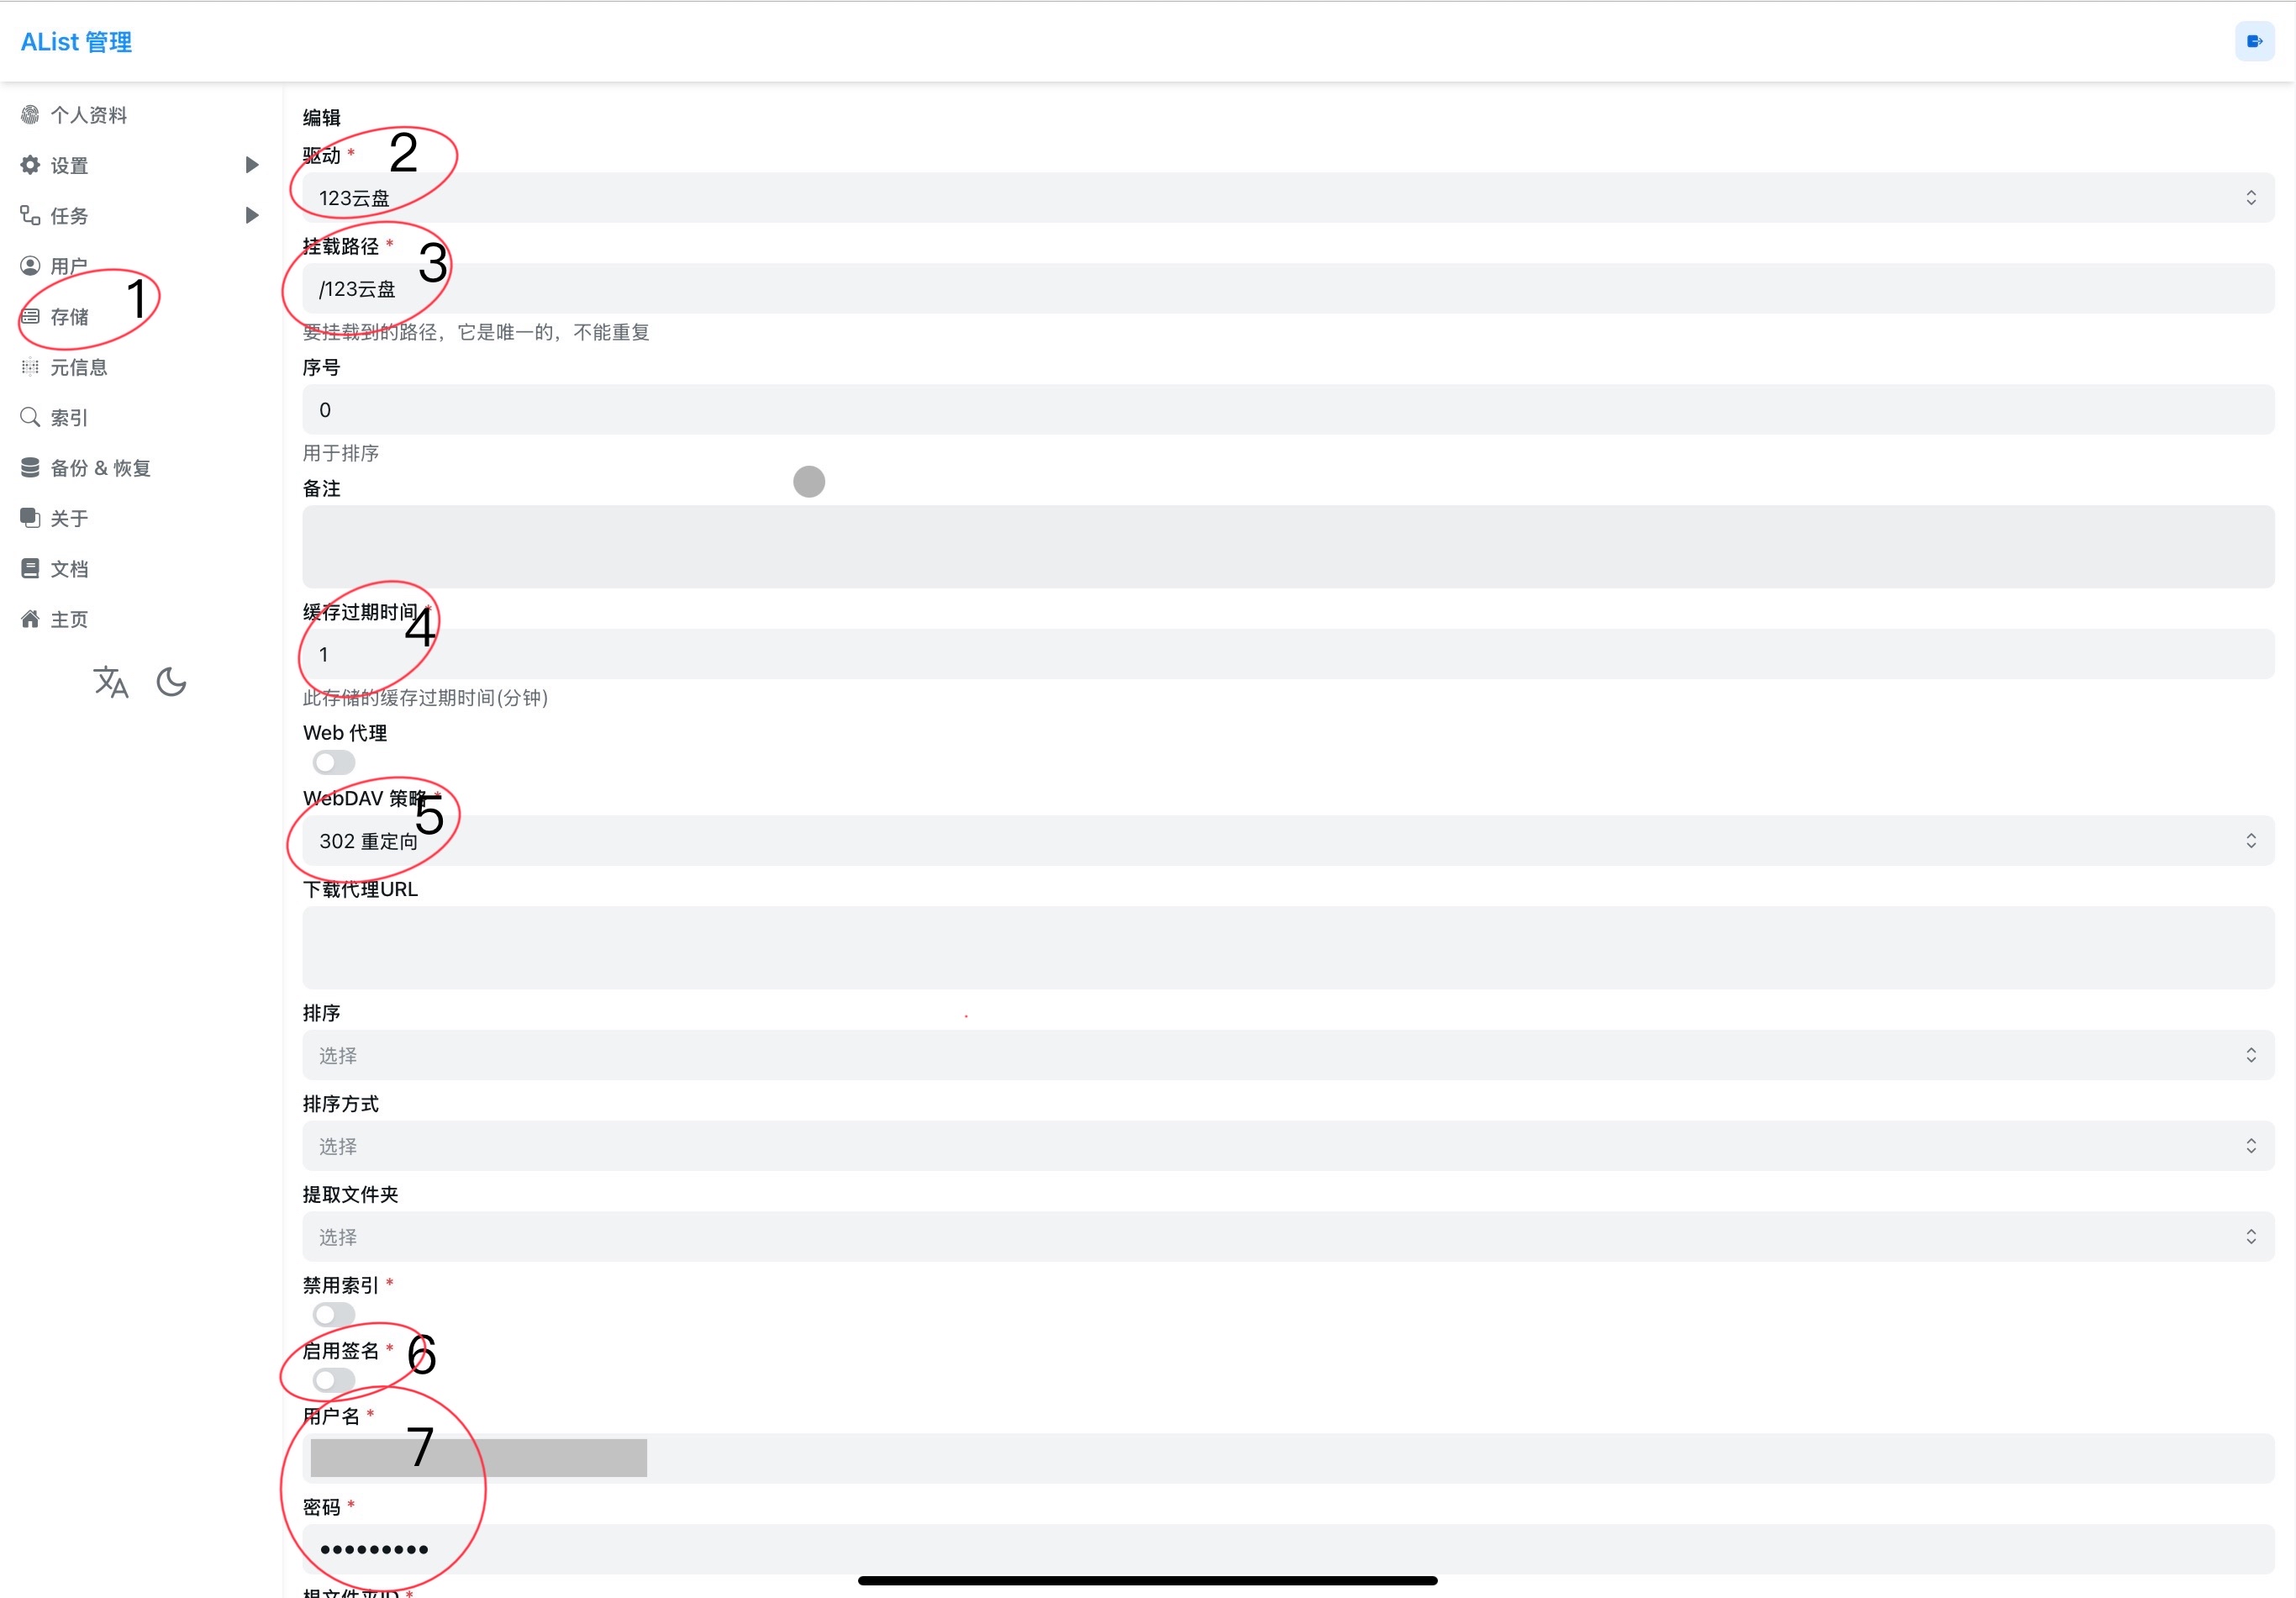 AList 管理
个人资料
设置
任务
用户
存储
1
元信息
索引
备份 & 恢复
关于
文档
主页
编辑
驱动 *
2
123云盘
挂载路径 *
3
/123云盘
要挂载到的路径，它是唯一的，不能重复
序号
0
用于排序
备注
缓存过期时间 *
4
1
此存储的缓存过期时间(分钟)
Web 代理
WebDAV 策略 *
5
302 重定向
下载代理URL
排序
选择
排序方式
选择
提取文件夹
选择
禁用索引 *
启用签名 *
6
用户名 *
7
密码 *
•••••••••
根文件夹ID *